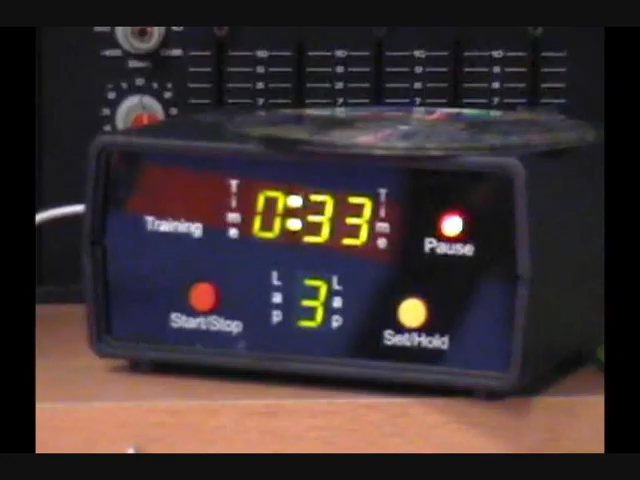 Time
0:33
Time
Training
Pause
Lap
3
Lap
Start/Stop
Set/Hold